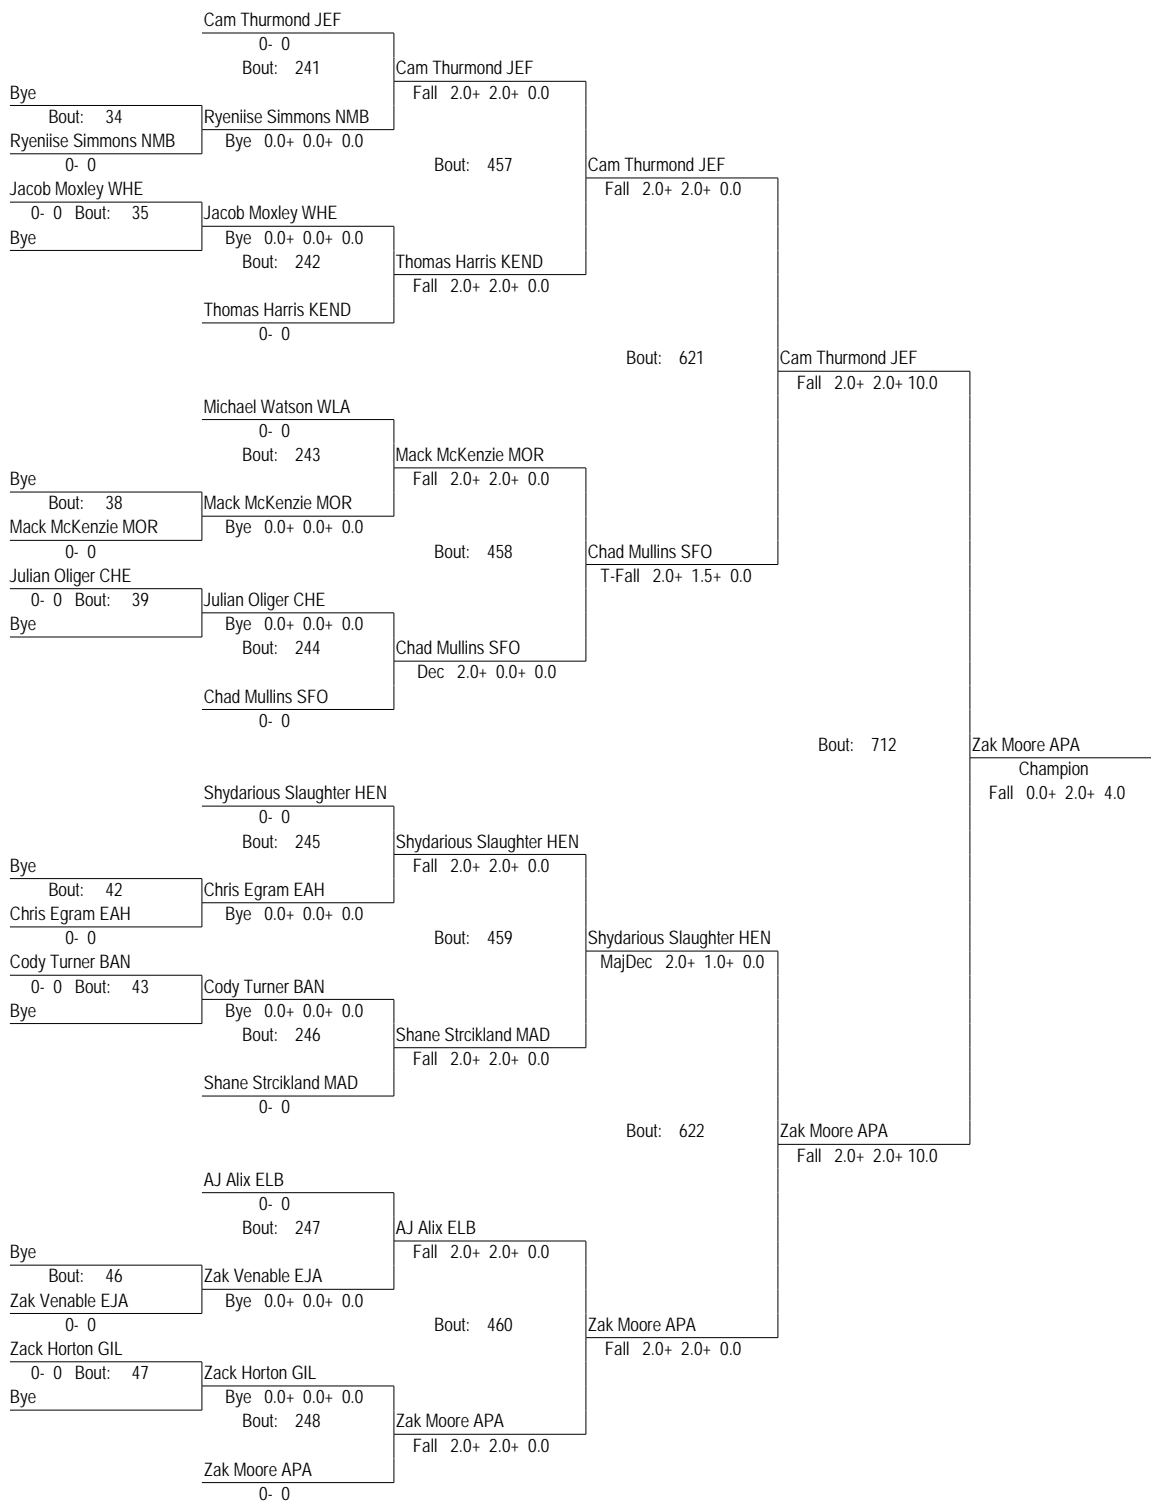 Cam Thurmond JEF
0- 0
Bout: 241
Cam Thurmond JEF
Fall 2.0+ 2.0+ 0.0
Bye
Bout: 34
Ryeniise Simmons NMB
Bye 0.0+ 0.0+ 0.0
Ryeniise Simmons NMB
0- 0
Bout: 457
Cam Thurmond JEF
Fall 2.0+ 2.0+ 0.0
Jacob Moxley WHE
0- 0 Bout: 35
Jacob Moxley WHE
Bye 0.0+ 0.0+ 0.0
Bye
Bout: 242
Thomas Harris KEND
Fall 2.0+ 2.0+ 0.0
Thomas Harris KEND
0- 0
Bout: 621
Cam Thurmond JEF
Fall 2.0+ 2.0+ 10.0
Michael Watson WLA
0- 0
Bout: 243
Mack McKenzie MOR
Fall 2.0+ 2.0+ 0.0
Bye
Bout: 38
Mack McKenzie MOR
Bye 0.0+ 0.0+ 0.0
Mack McKenzie MOR
0- 0
Bout: 458
Chad Mullins SFO
T-Fall 2.0+ 1.5+ 0.0
Julian Oliger CHE
0- 0 Bout: 39
Julian Oliger CHE
Bye 0.0+ 0.0+ 0.0
Bye
Bout: 244
Chad Mullins SFO
Dec 2.0+ 0.0+ 0.0
Chad Mullins SFO
0- 0
Bout: 712
Zak Moore APA
Champion
Fall 0.0+ 2.0+ 4.0
Shydarious Slaughter HEN
0- 0
Bout: 245
Shydarious Slaughter HEN
Fall 2.0+ 2.0+ 0.0
Bye
Bout: 42
Chris Egram EAH
Bye 0.0+ 0.0+ 0.0
Chris Egram EAH
0- 0
Bout: 459
Shydarious Slaughter HEN
MajDec 2.0+ 1.0+ 0.0
Cody Turner BAN
0- 0 Bout: 43
Cody Turner BAN
Bye 0.0+ 0.0+ 0.0
Bye
Bout: 246
Shane Strcikland MAD
Fall 2.0+ 2.0+ 0.0
Shane Strcikland MAD
0- 0
Bout: 622
Zak Moore APA
Fall 2.0+ 2.0+ 10.0
AJ Alix ELB
0- 0
Bout: 247
AJ Alix ELB
Fall 2.0+ 2.0+ 0.0
Bye
Bout: 46
Zak Venable EJA
Bye 0.0+ 0.0+ 0.0
Zak Venable EJA
0- 0
Bout: 460
Zak Moore APA
Fall 2.0+ 2.0+ 0.0
Zack Horton GIL
0- 0 Bout: 47
Zack Horton GIL
Bye 0.0+ 0.0+ 0.0
Bye
Bout: 248
Zak Moore APA
Fall 2.0+ 2.0+ 0.0
Zak Moore APA
0- 0